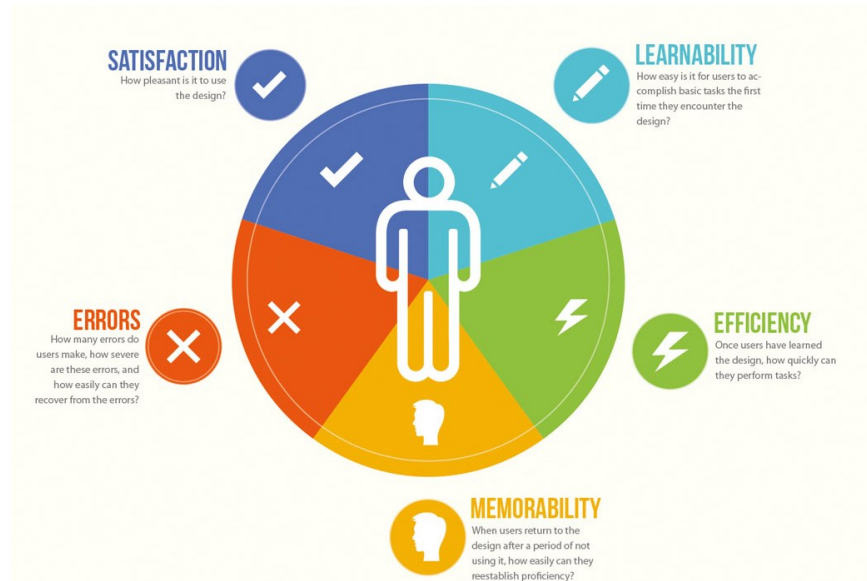 SATISFACTION
How pleasant is it to use
the design?
LEARNABILITY
How easy is it for users to ac-
complish basic tasks the first
time they encounter the
design?
ERRORS
How many errors do
users make, how severe
are these errors, and
how easily can they
recover from the errors?
EFFICIENCY
Once users have learned
the design, how quickly can
they perform tasks?
MEMORABILITY
When users return to the
design after a period of not
using it, how easily can they
reestablish proficiency?